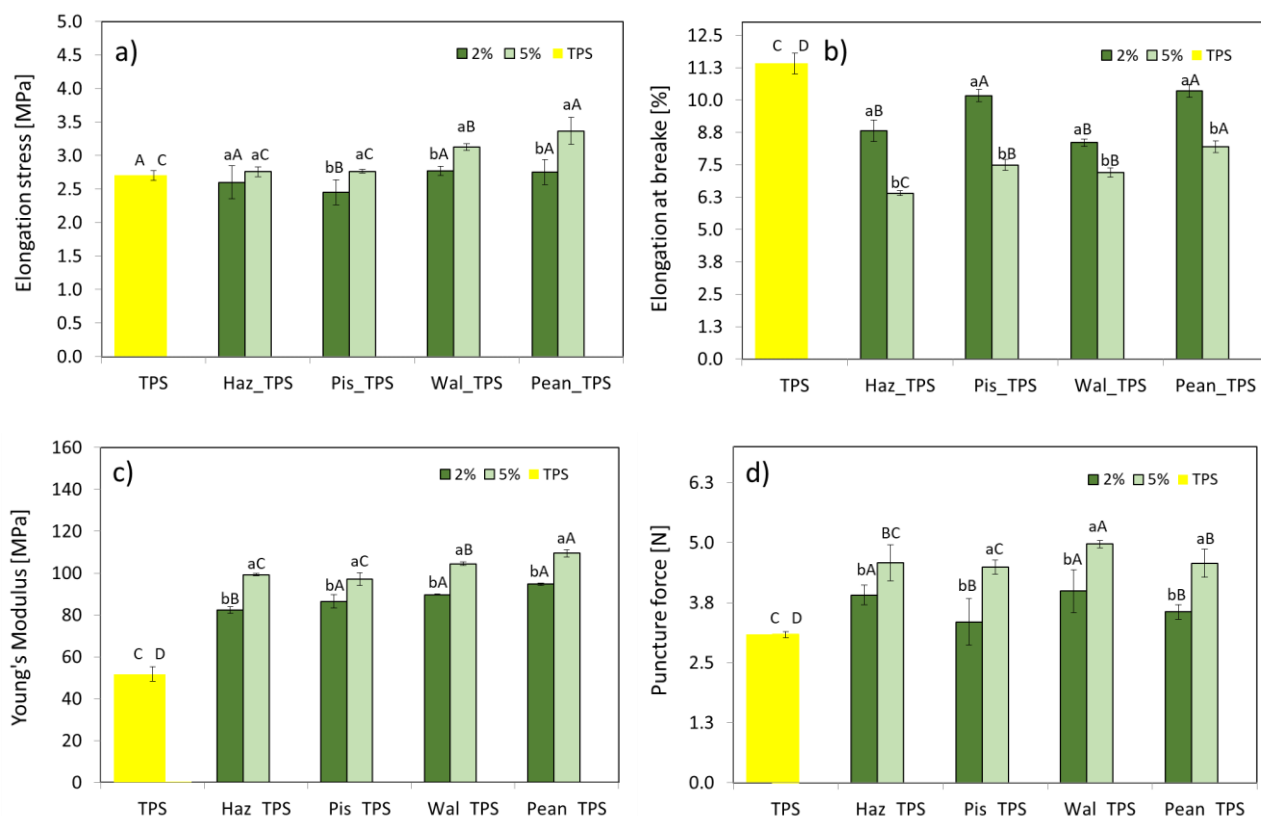 a)
2% 5% TPS
Elongation stress [MPa]
5.0
4.5
4.0
3.5
3.0
2.5
2.0
1.5
1.0
0.5
0.0
A C
aA
aC
bB
aC
bA
aB
bA
aA
TPS Haz_TPS Pis_TPS Wal_TPS Pean_TPS
b)
2% 5% TPS
Elongation at breake [%]
12.5
11.3
10.0
8.8
7.5
6.3
5.0
3.8
2.5
1.3
0.0
C D
aB
bC
aA
bB
aB
bB
aA
bA
TPS Haz_TPS Pis_TPS Wal_TPS Pean_TPS
c)
2% 5% TPS
Young's Modulus [MPa]
160
140
120
100
80
60
40
20
0
C D
bB
aC
bA
aC
bA
aB
bA
aA
TPS Haz TPS Pis TPS Wal TPS Pean TPS
d)
2% 5% TPS
Puncture force [N]
6.3
5.0
3.8
2.5
1.3
0.0
C D
bA
BC
bB
aC
bA
aA
bB
aB
TPS Haz TPS Pis TPS Wal TPS Pean TPS